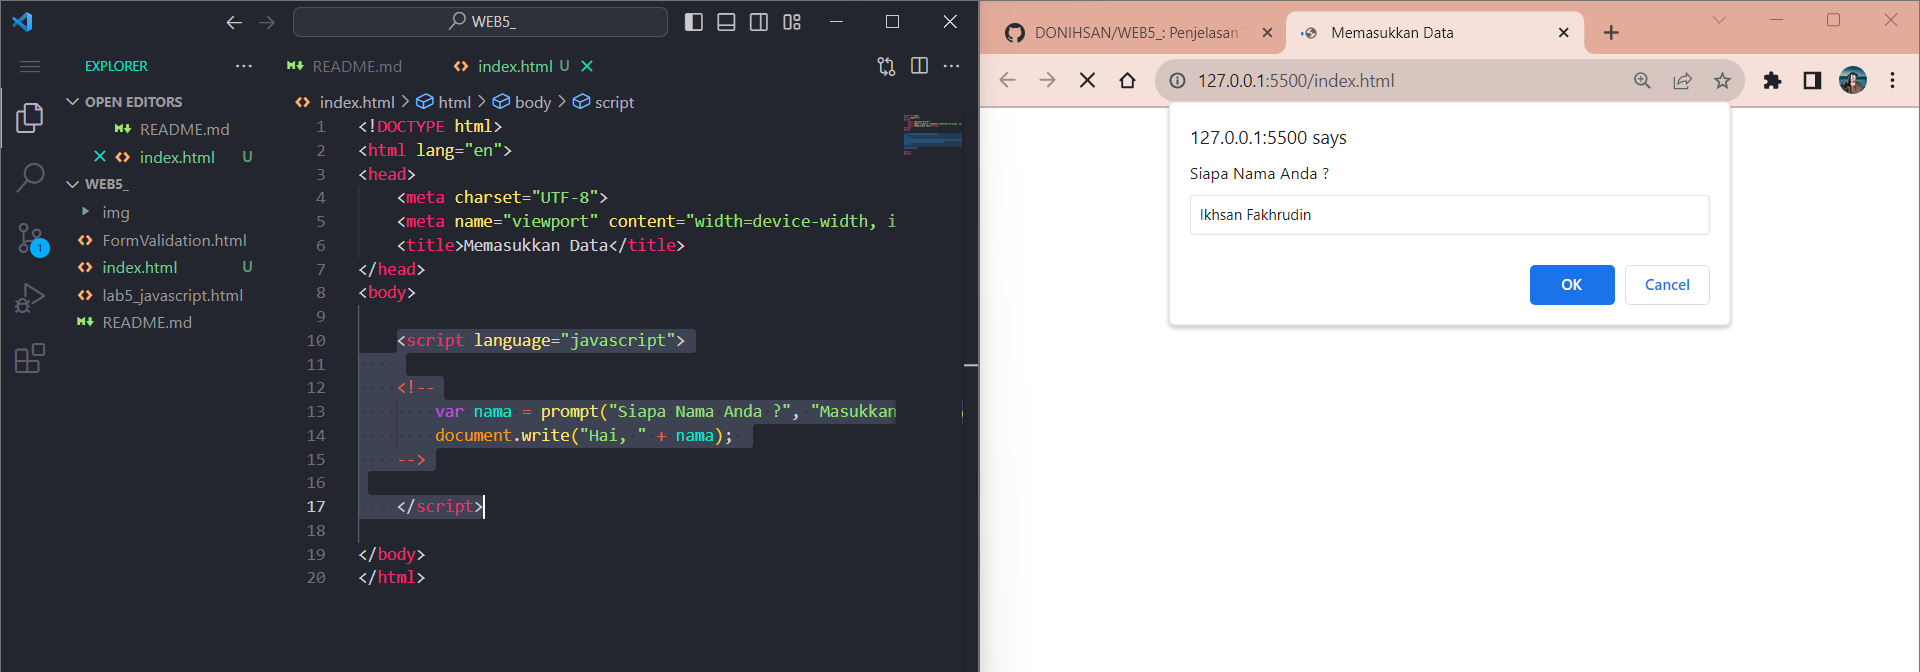 WEB5_
EXPLORER
README.md
index.html U
OPEN EDITORS
README.md
index.html U
WEB5_
img
FormValidation.html
index.html U
lab5_javascript.html
README.md
1
index.html > html > body > script
1 <!DOCTYPE html>
2 <html lang="en">
3 <head>
4 <meta charset="UTF-8">
5 <meta name="viewport" content="width=device-width, i
6 <title>Memasukkan Data</title>
7 </head>
8 <body>
9
10 <script language="javascript">
11
12 <!--
13 var nama = prompt("Siapa Nama Anda ?", "Masukkan
14 document.write("Hai, " + nama);
15 -->
16
17 </script>
18
19 </body>
20 </html>
DONIHSAN/WEB5_: Penjelasan
Memasukkan Data
127.0.0.1:5500/index.html
127.0.0.1:5500 says
Siapa Nama Anda ?
Ikhsan Fakhrudin
OK
Cancel